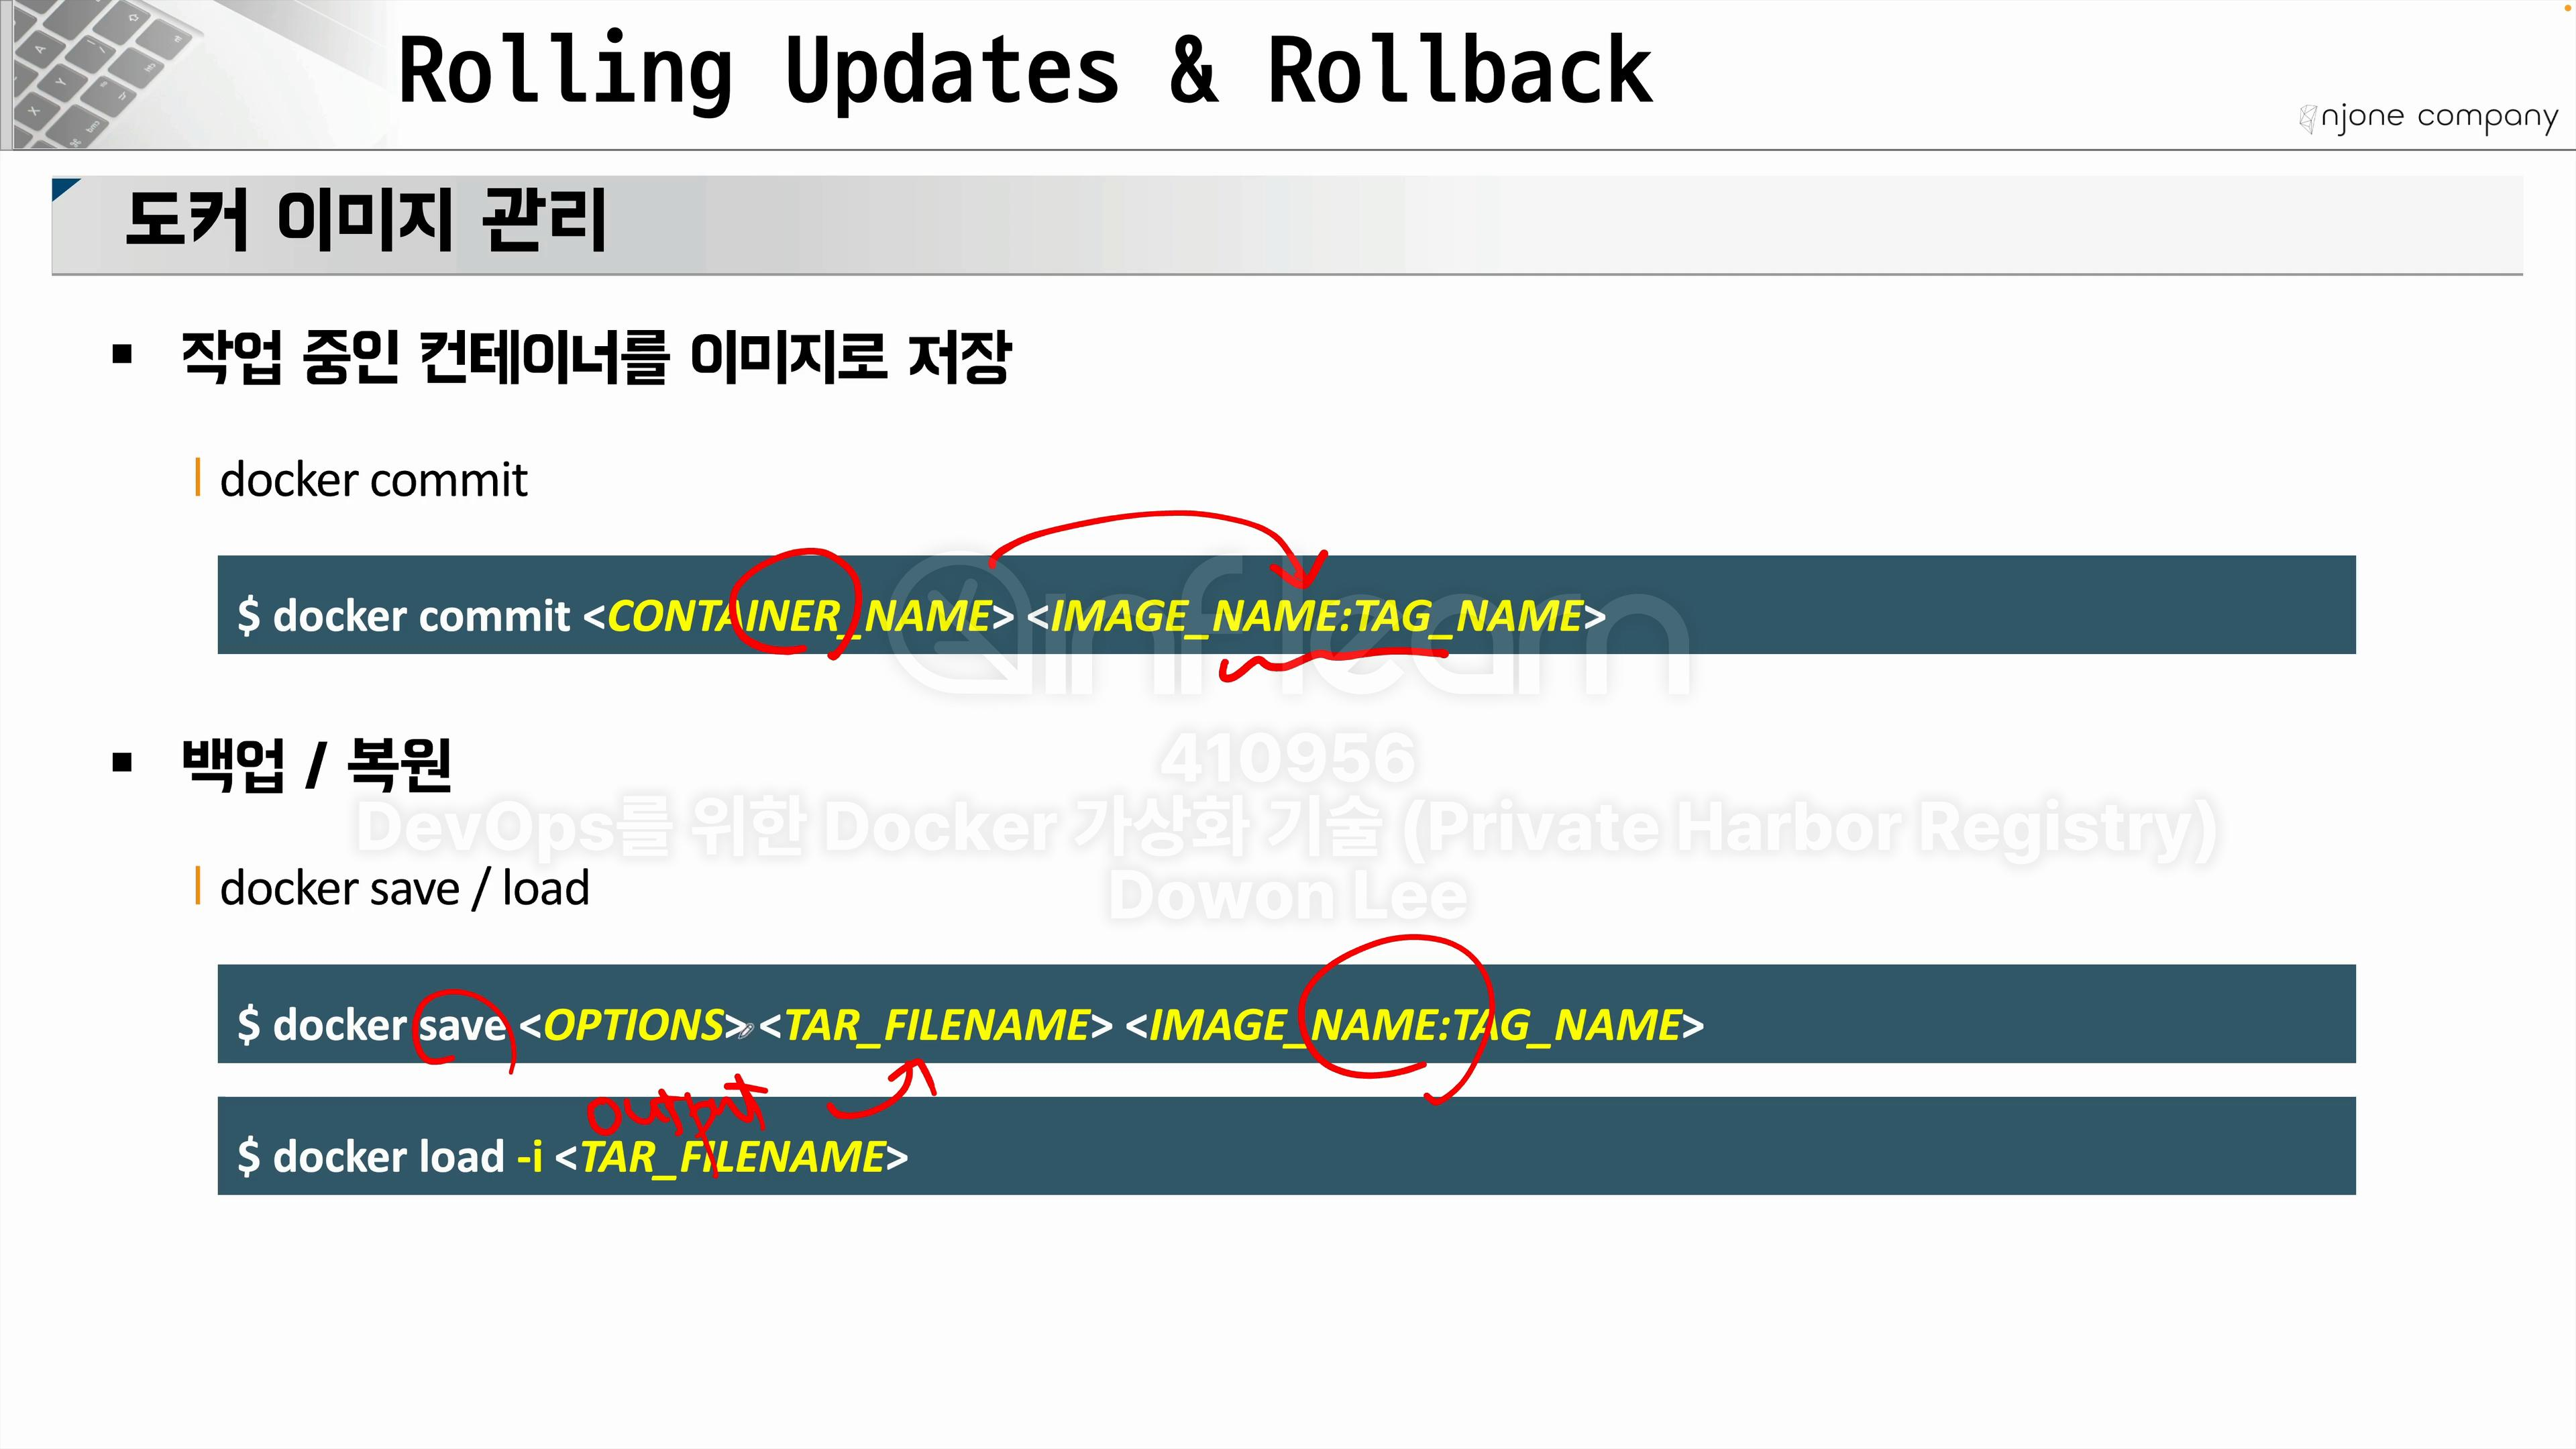 Rolling Updates & Rollback
njone company
도커 이미지 관리
▪ 작업 중인 컨테이너를 이미지로 저장
docker commit
$ docker commit <CONTAINER_NAME> <IMAGE_NAME:TAG_NAME>
inflearn
410956
▪ 백업 / 복원
DevOps를 위한 Docker 가상화 기술 (Private Harbor Registry)
docker save / load
Dowon Lee
$ docker save <OPTIONS> <TAR_FILENAME> <IMAGE_NAME:TAG_NAME>
output
$ docker load -i <TAR_FILENAME>